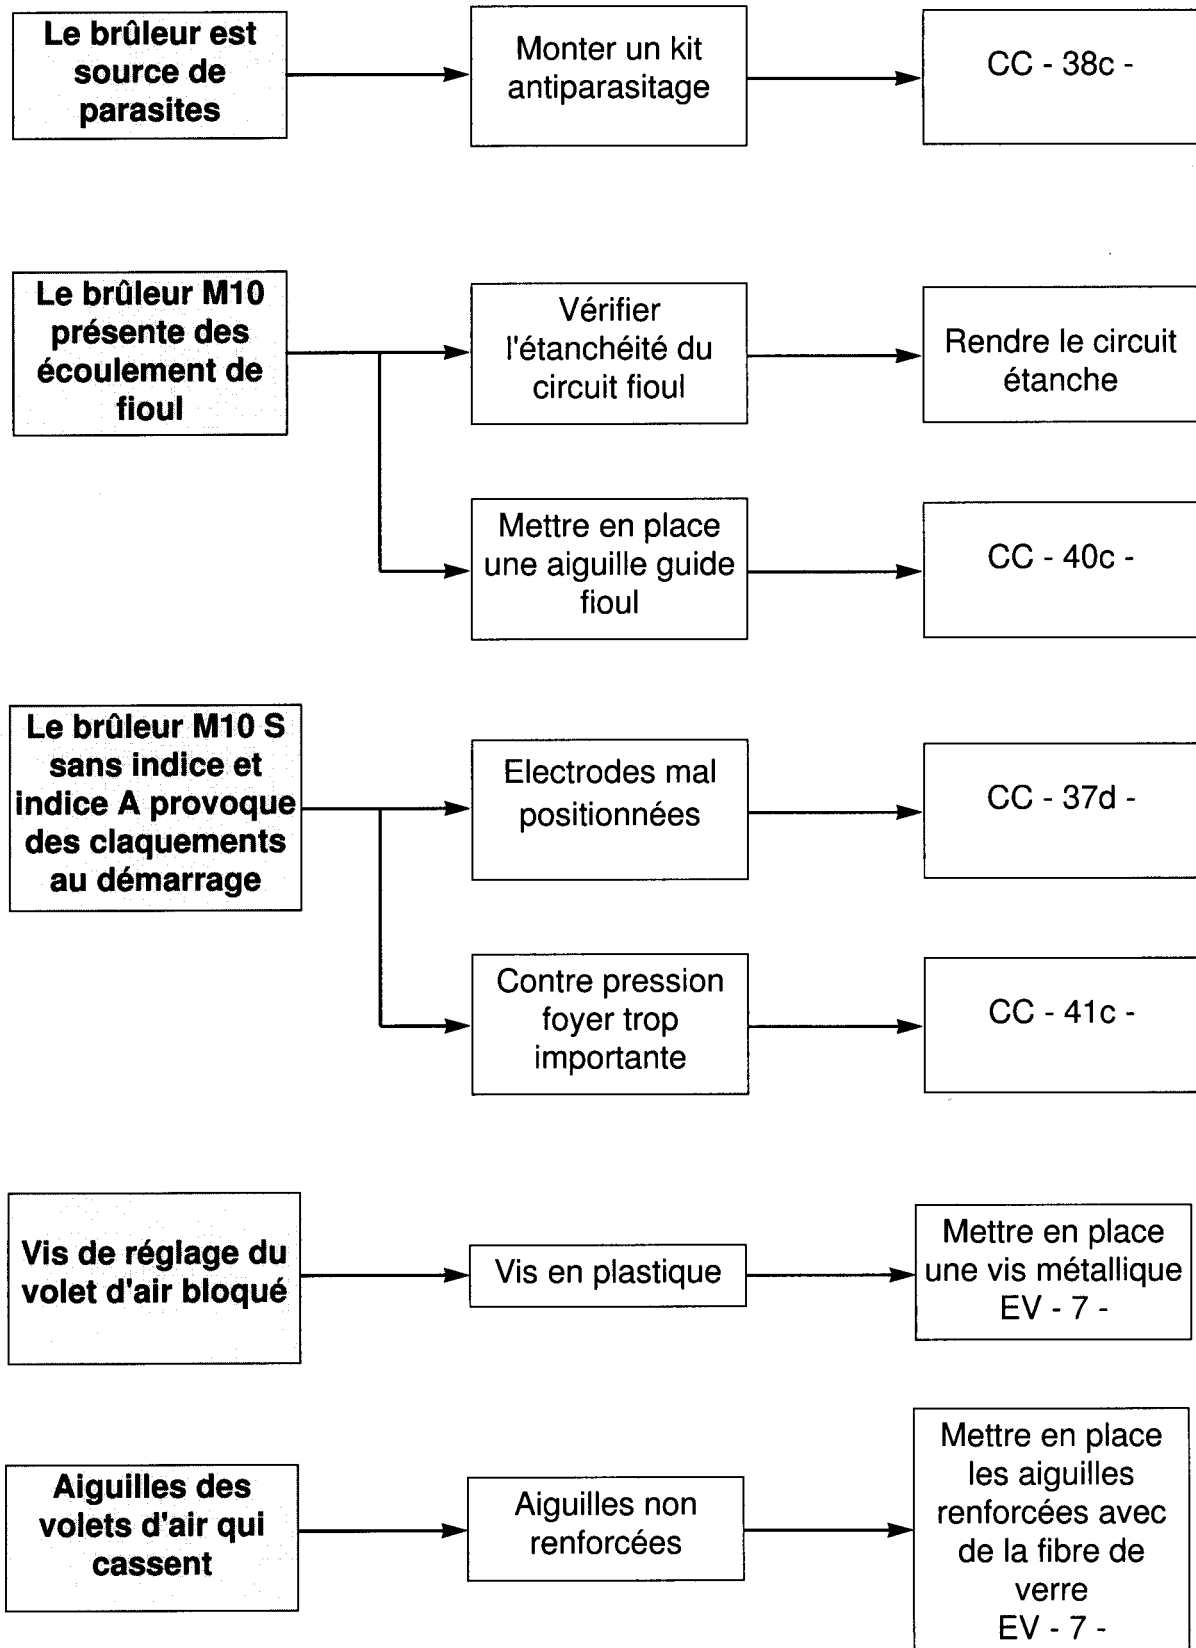 Le brûleur est
source de
parasites
Monter un kit
antiparasitage
CC - 38c -
Le brûleur M10
présente des
écoulement de
fioul
Vérifier
l'étanchéité du
circuit fioul
Rendre le circuit
étanche
Mettre en place
une aiguille guide
fioul
CC - 40c -
Le brûleur M10 S
sans indice et
indice A provoque
des claquements
au démarrage
Electrodes mal
positionnées
CC - 37d -
Contre pression
foyer trop
importante
CC - 41c -
Vis de réglage du
volet d'air bloqué
Vis en plastique
Mettre en place
une vis métallique
EV - 7 -
Aiguilles des
volets d'air qui
cassent
Aiguilles non
renforcées
Mettre en place
les aiguilles
renforcées avec
de la fibre de
verre
EV - 7 -